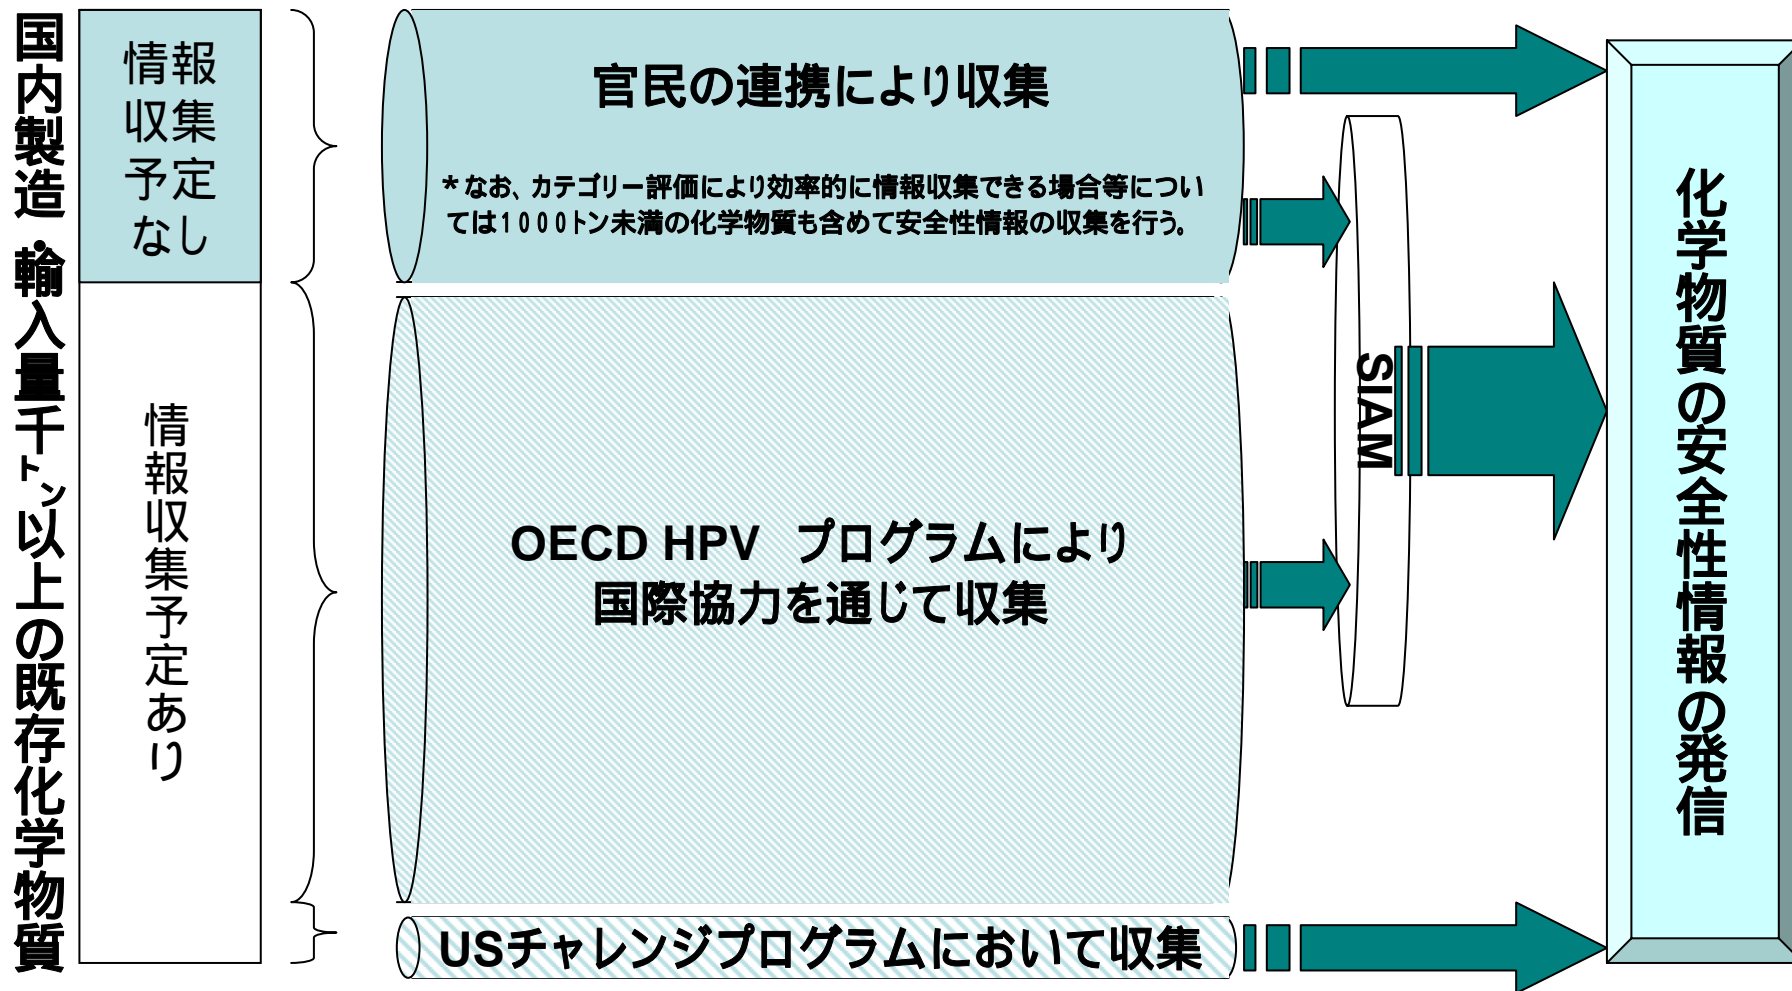 国内製造・輸入量千トン以上の既存化学物質
情報
収集
予定
なし
情報収集予定あり
官民の連携により収集
*なお、カテゴリー評価により効率的に情報収集できる場合等につい
ては1000トン未満の化学物質も含めて安全性情報の収集を行う。
OECD HPV プログラムにより
国際協力を通じて収集
USチャレンジプログラムにおいて収集
SIAM
化学物質の安全性情報の発信